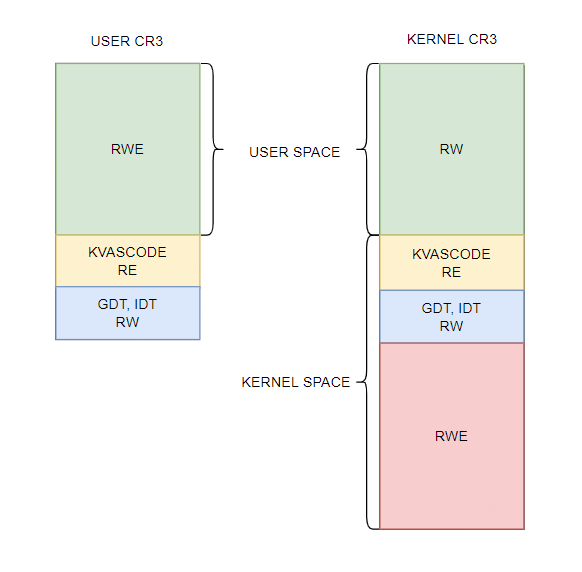 USER CR3
KERNEL CR3
RWE
USER SPACE
RW
KVASCODE
RE
KVASCODE
RE
GDT, IDT
RW
GDT, IDT
RW
KERNEL SPACE
RWE